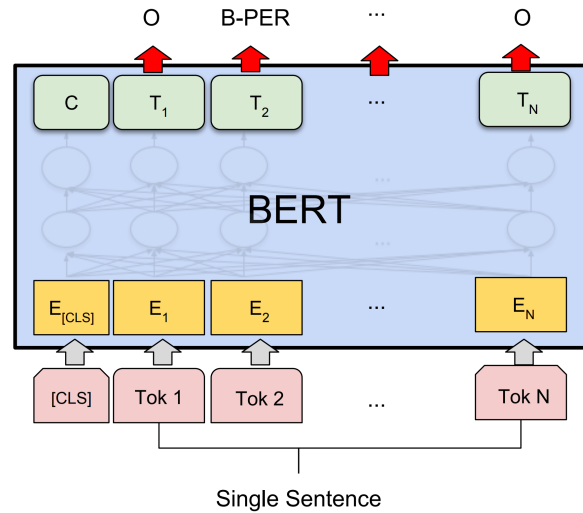 O B-PER ... O
C T1 T2 ... TN
...
BERT
...
E[CLS] E1 E2 ... EN
[CLS] Tok 1 Tok 2 ... Tok N
Single Sentence